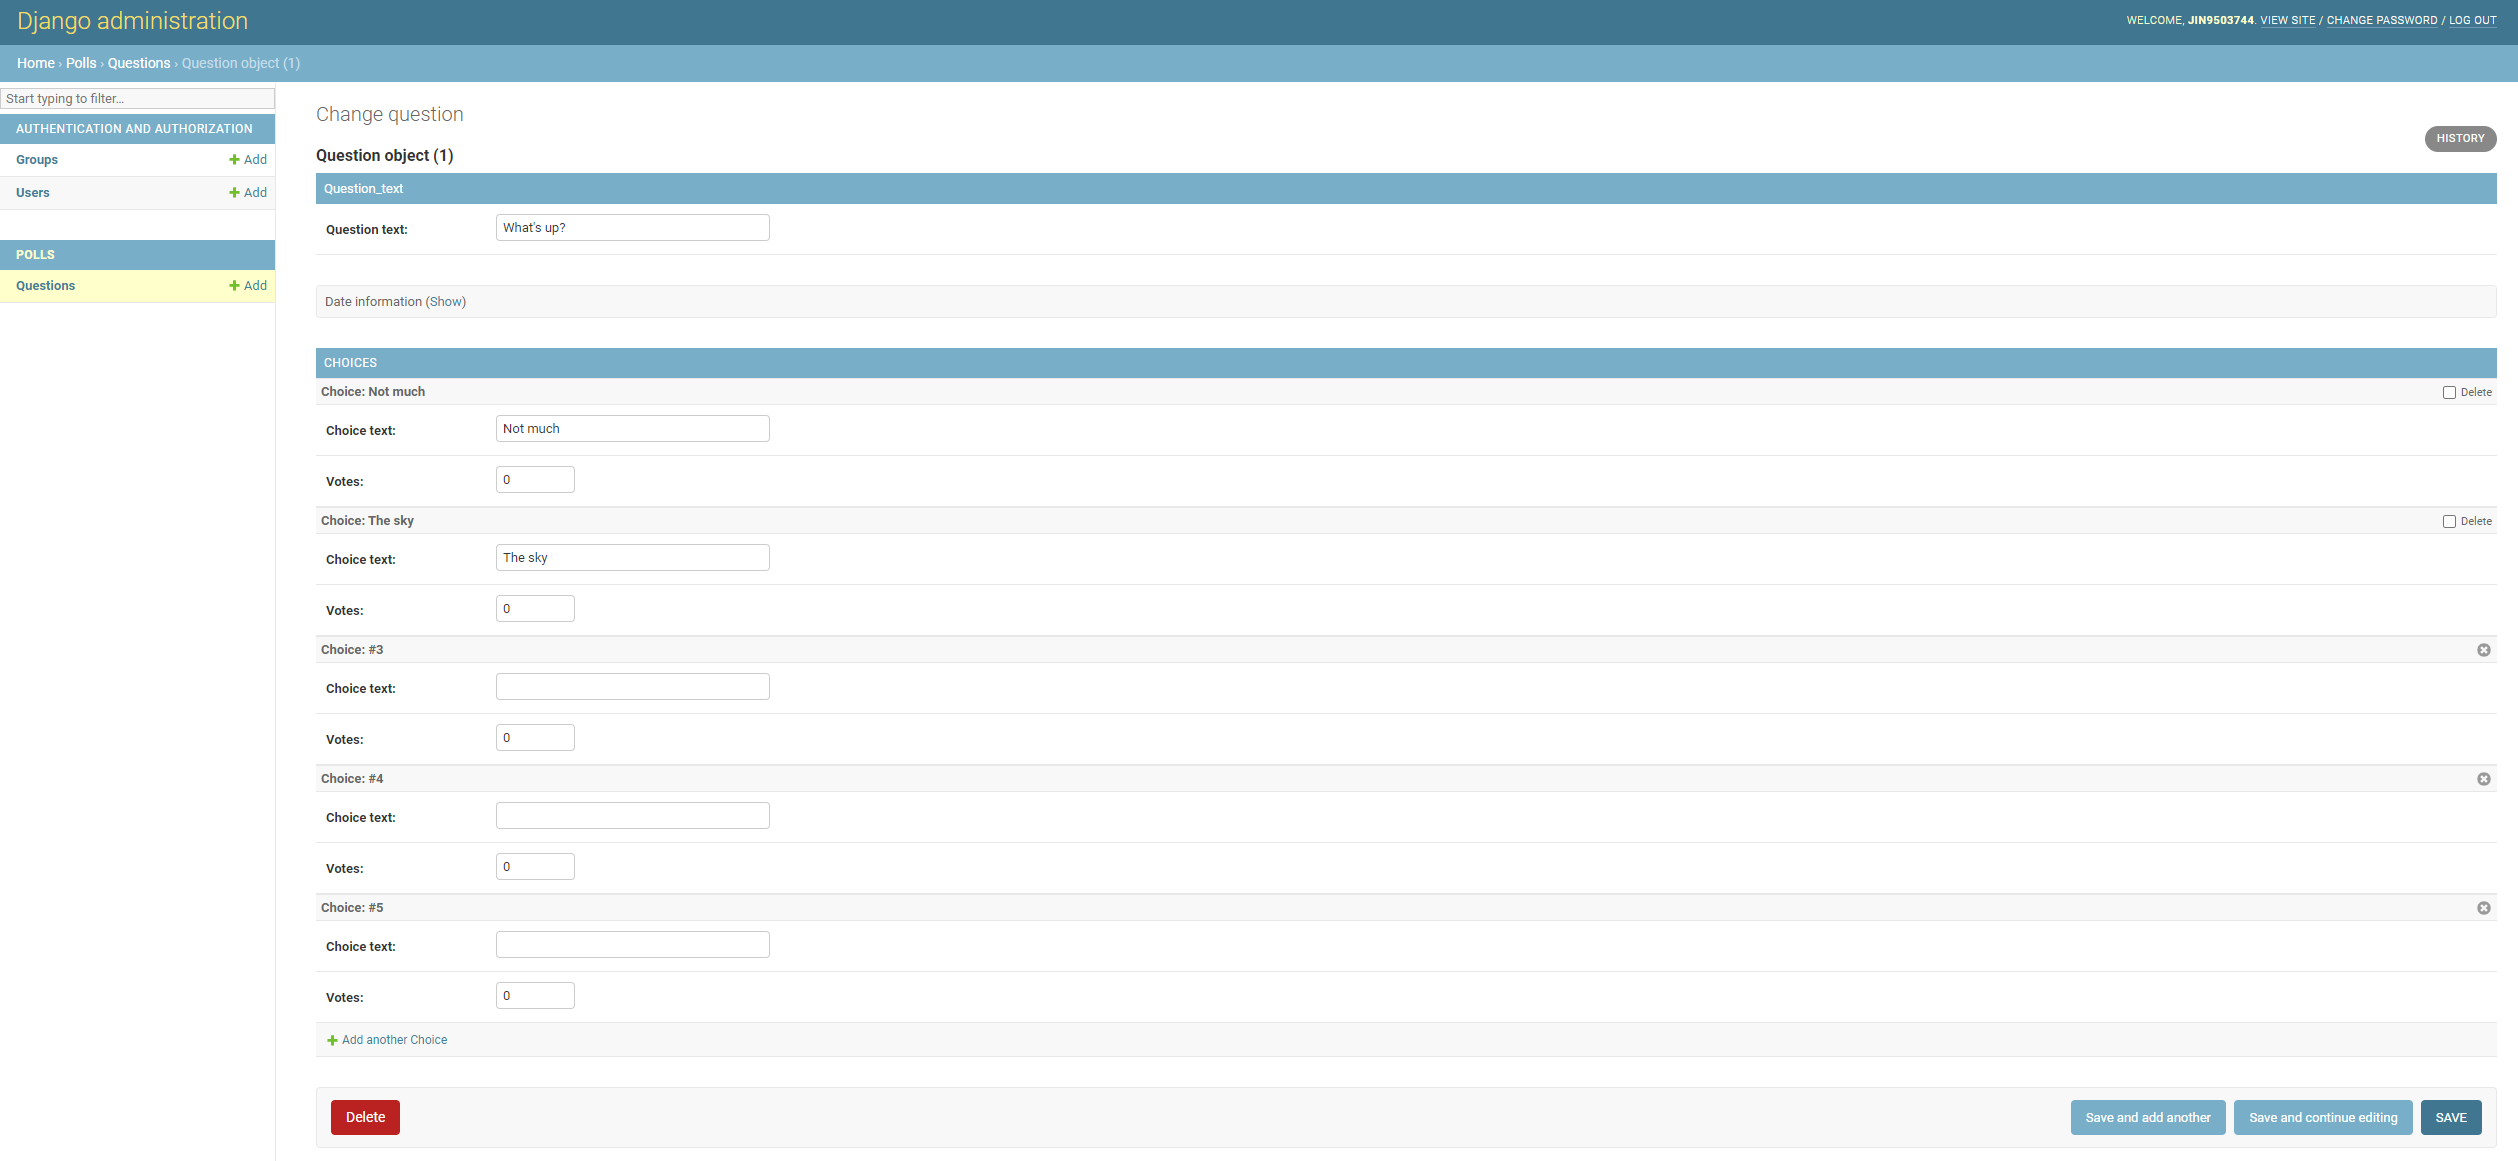 Django administration
WELCOME, JIN9503744. VIEW SITE / CHANGE PASSWORD / LOG OUT
Home › Polls › Questions › Question object (1)
Start typing to filter...
AUTHENTICATION AND AUTHORIZATION
Groups Add
Users Add
POLLS
Questions Add
Change question
HISTORY
Question object (1)
Question_text
Question text: What's up?
Date information (Show)
CHOICES
Choice: Not much Delete
Choice text: Not much
Votes: 0
Choice: The sky Delete
Choice text: The sky
Votes: 0
Choice: #3
Choice text:
Votes: 0
Choice: #4
Choice text:
Votes: 0
Choice: #5
Choice text:
Votes: 0
Add another Choice
Delete Save and add another Save and continue editing SAVE